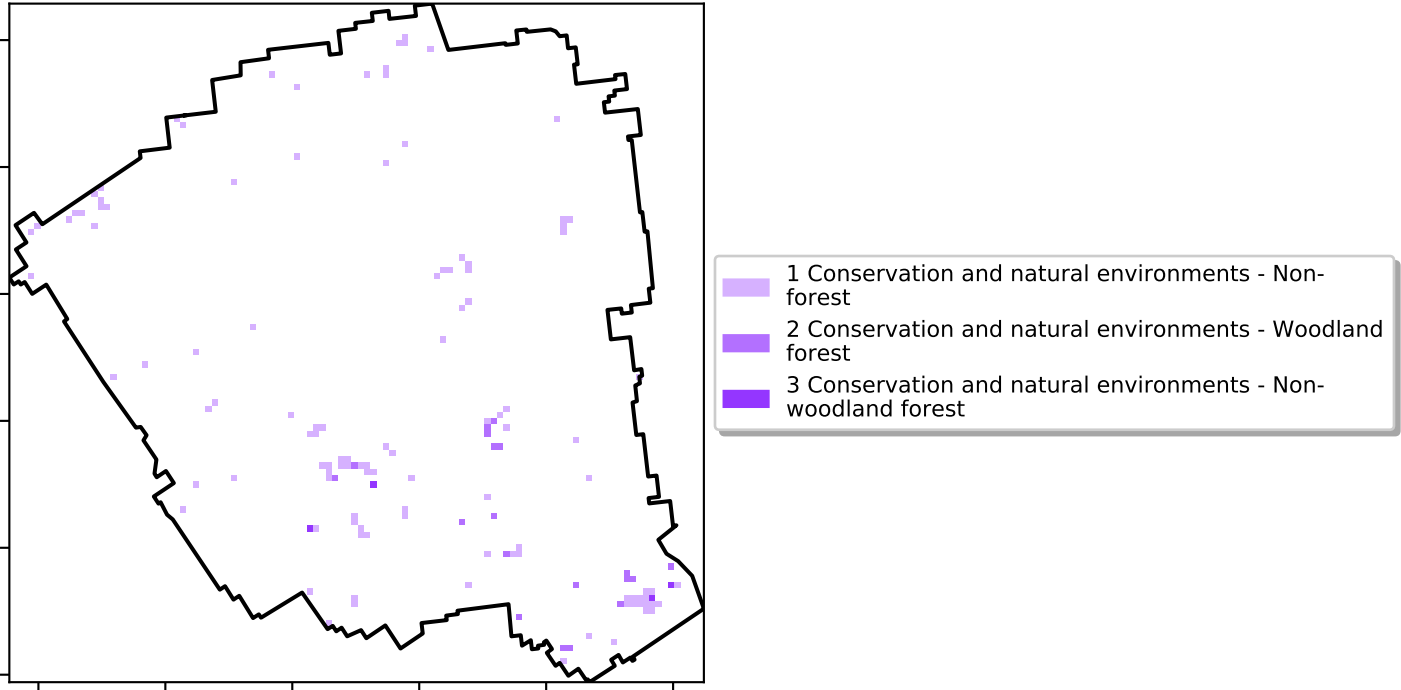 1 Conservation and natural environments - Non-
forest
2 Conservation and natural environments - Woodland
forest
3 Conservation and natural environments - Non-
woodland forest